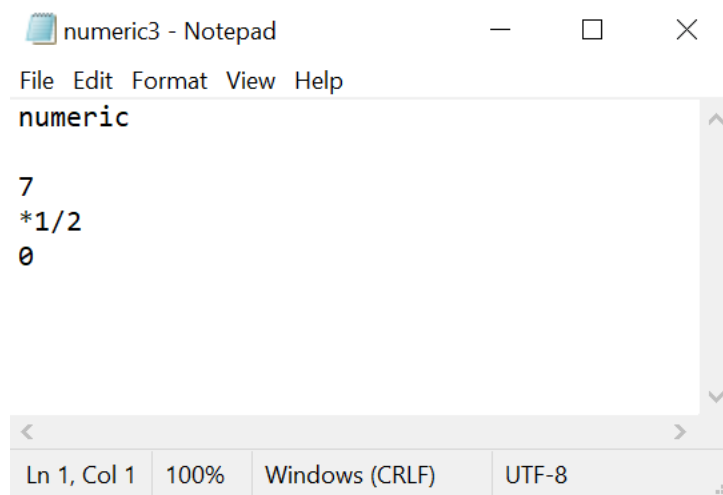 numeric3 - Notepad
File Edit Format View Help
numeric
7
*1/2
0
Ln 1, Col 1 100% Windows (CRLF) UTF-8